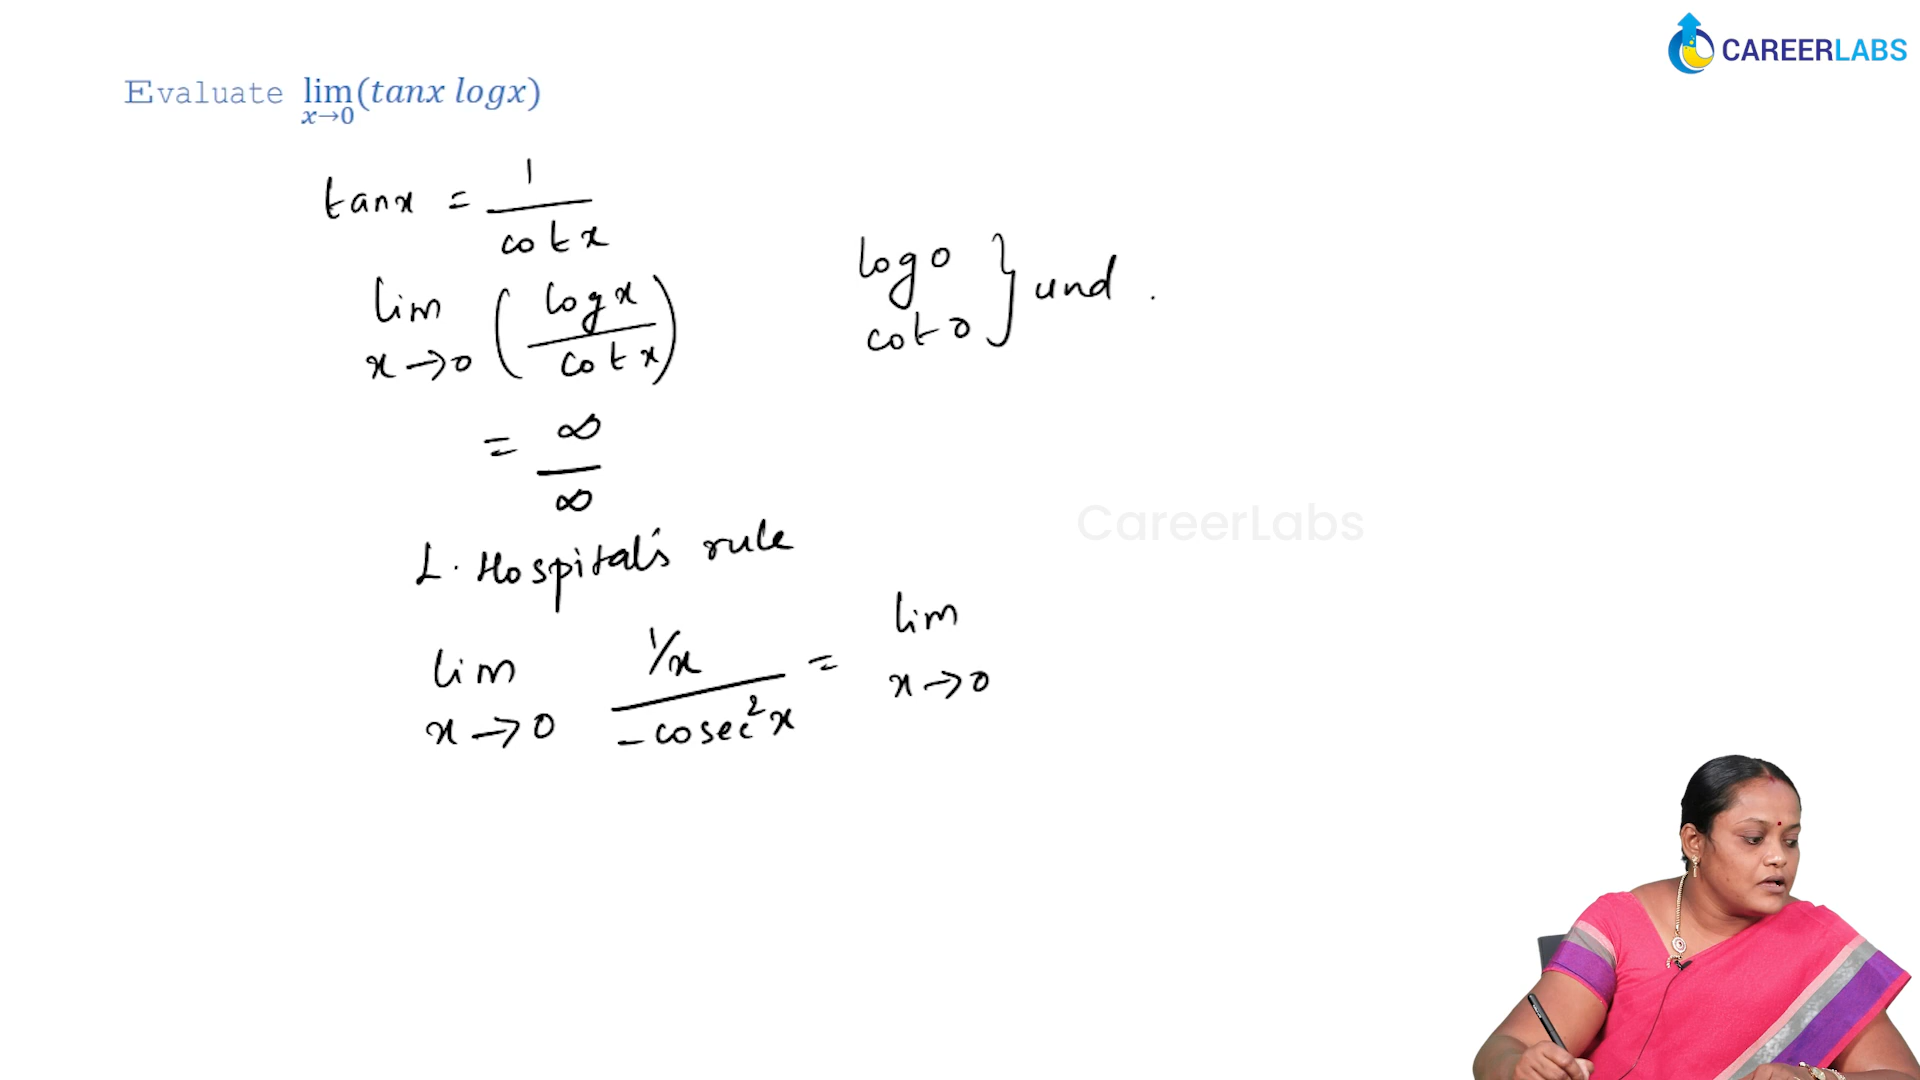 CAREERLABS
Evaluate lim x→0 (tanx logx)
tanx = 1 / cotx
lim x→0 (logx / cotx)
log0
cot0 } und.
= ∞ / ∞
CareerLabs
L. Hospital's rule
lim x→0 1/x / -cosec²x = lim x→0